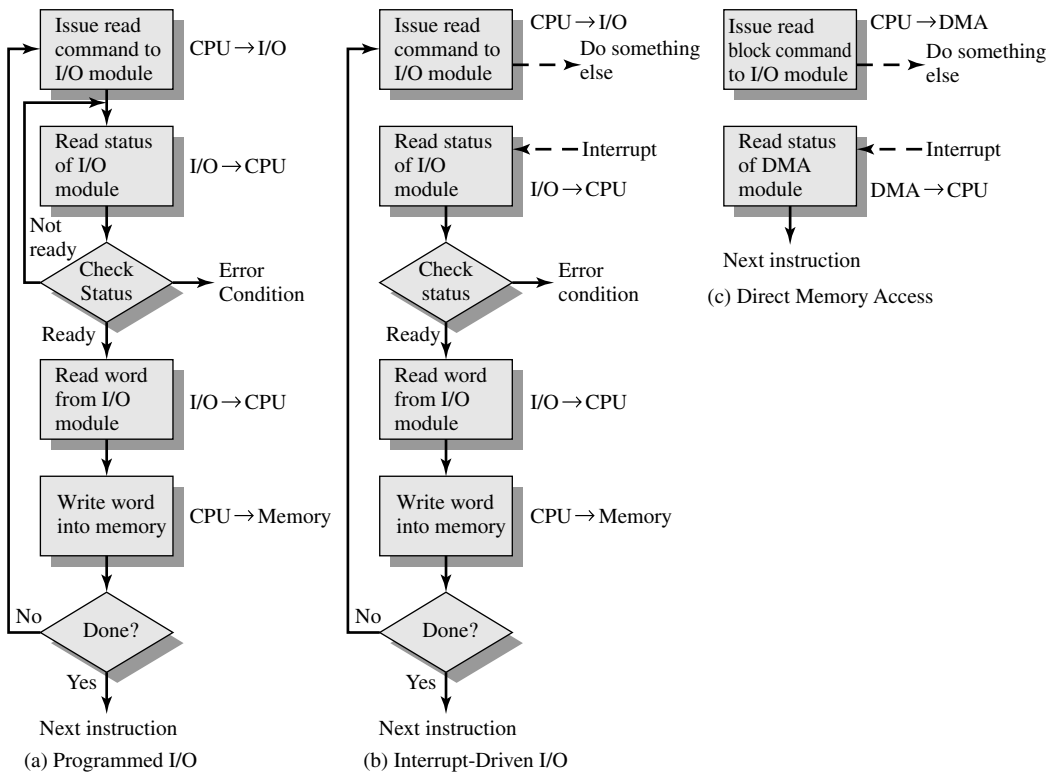 Issue read
command to
I/O module
CPU → I/O
Read status
of I/O
module
I/O → CPU
Not
ready
Check
Status
Error
Condition
Ready
Read word
from I/O
module
I/O → CPU
Write word
into memory
CPU → Memory
No
Done?
Yes
Next instruction
(a) Programmed I/O
Issue read
command to
I/O module
CPU → I/O
Do something
else
Read status
of I/O
module
Interrupt
I/O → CPU
Check
status
Error
condition
Ready
Read word
from I/O
module
I/O → CPU
Write word
into memory
CPU → Memory
No
Done?
Yes
Next instruction
(b) Interrupt-Driven I/O
Issue read
block command
to I/O module
CPU → DMA
Do something
else
Read status
of DMA
module
Interrupt
DMA → CPU
Next instruction
(c) Direct Memory Access